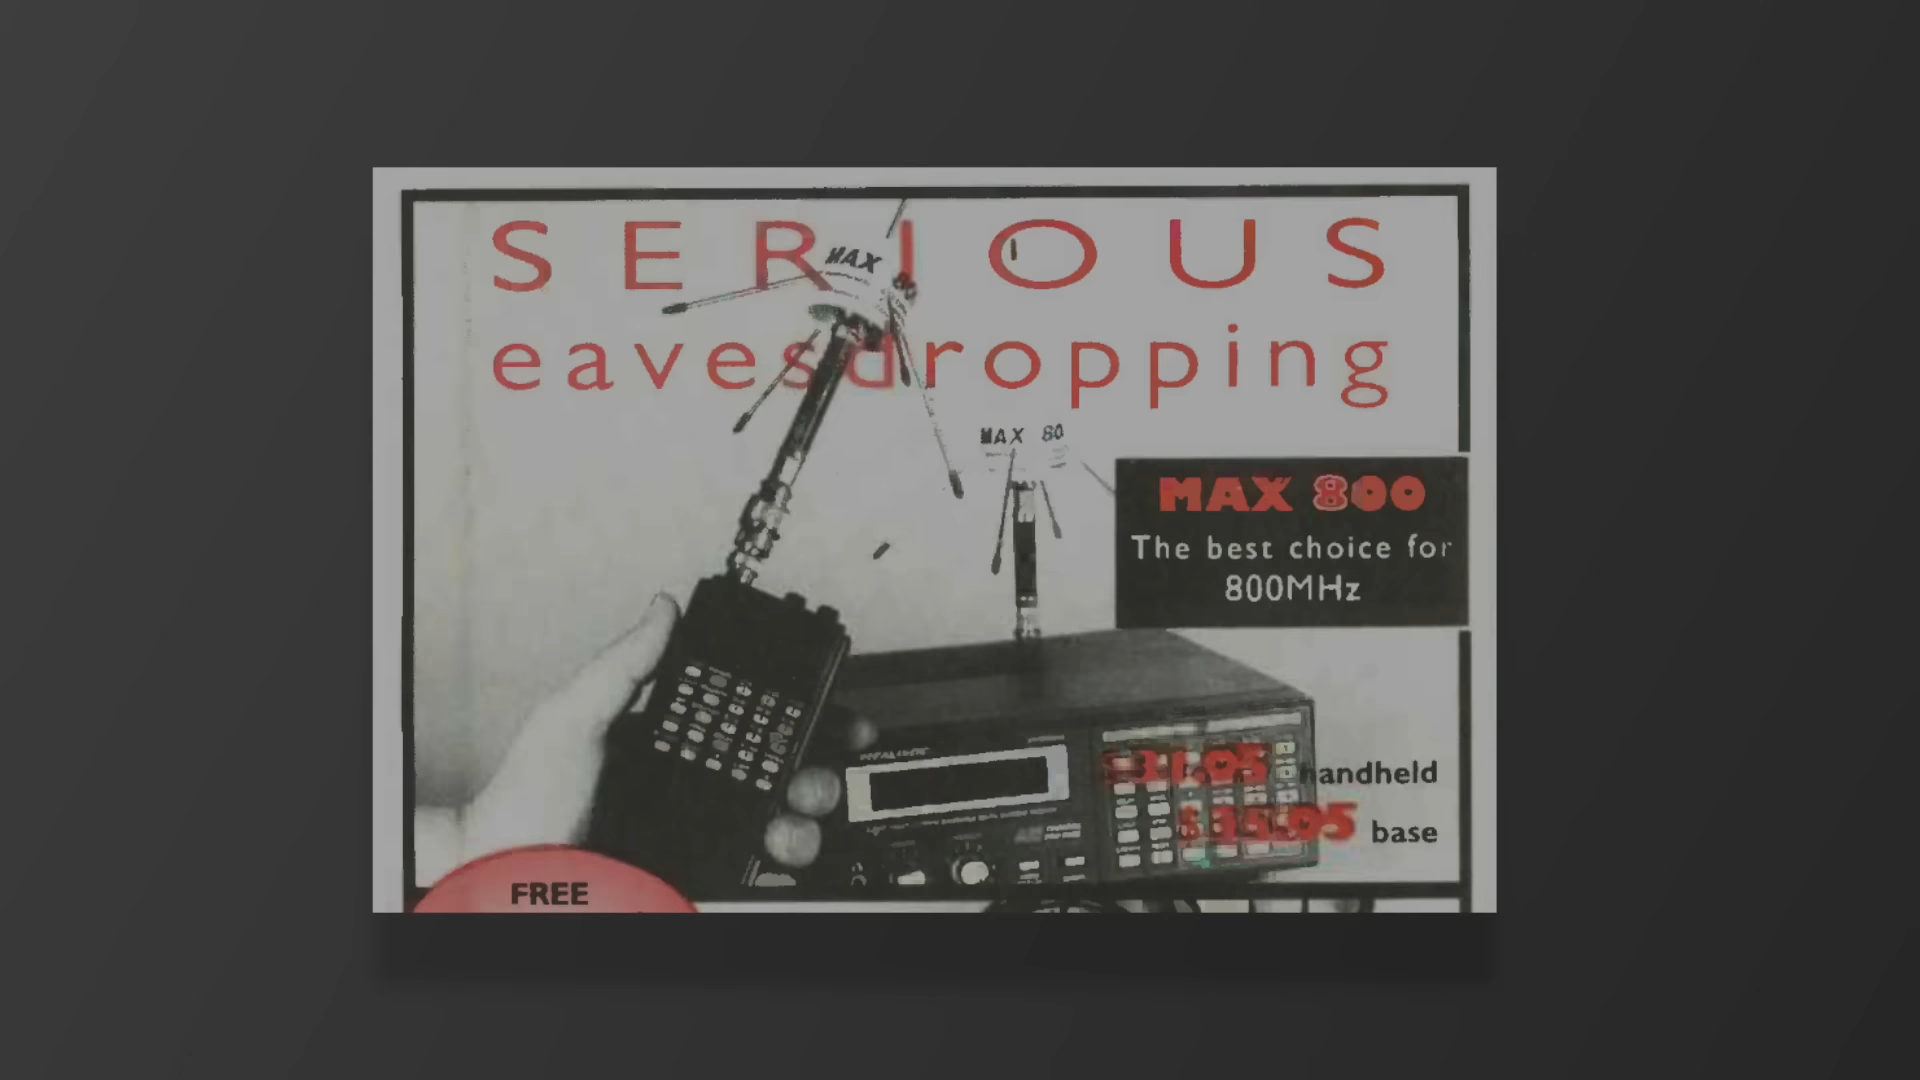 SERIOUS
eavesdropping
MAX 80
MAX 80
MAX 800
The best choice for
800MHz
handheld
base
FREE